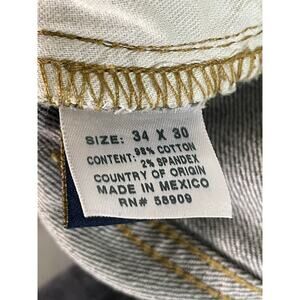 SIZE: 34 X 30
98% COTTON
CONTENT: 2% SPANDEX
COUNTRY OF ORIGIN
MADE IN MEXICO
RN# 58909